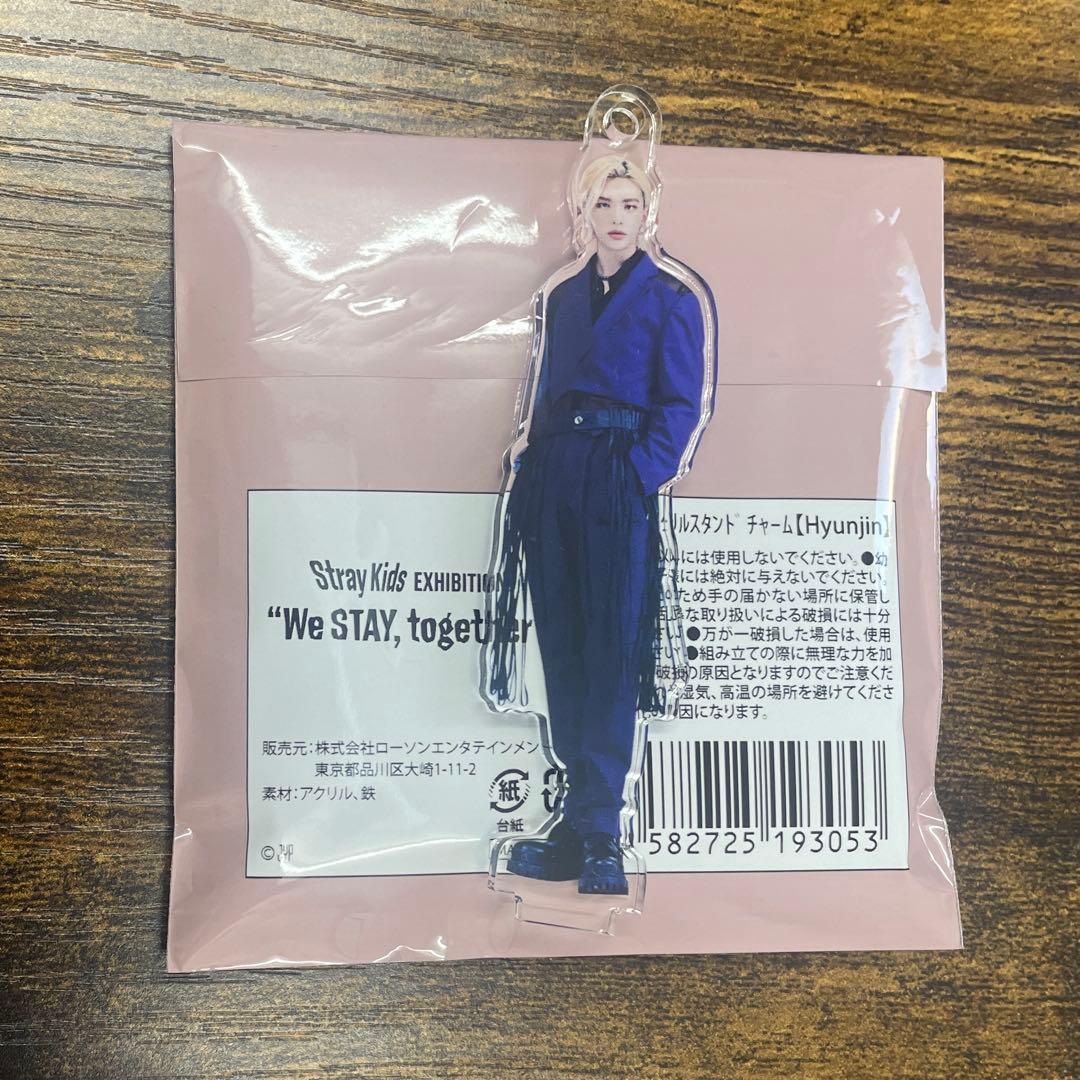 Stray Kids EXHIBITION
"We STAY, together
販売元:株式会社ローソンエンタテインメント
東京都品川区大崎1-11-2
素材:アクリル、鉄
紙
台紙
©JYP
リルスタンド チャーム【Hyunjin】
には使用しないでください。●幼
には絶対に与えないでください。
ため手の届かない場所に保管し
な取り扱いによる破損には十分
●万が一破損した場合は、使用
●組み立ての際に無理な力を加
破損の原因となりますのでご注意くだ
湿気、高温の場所を避けてくださ
因になります。
582725 193053